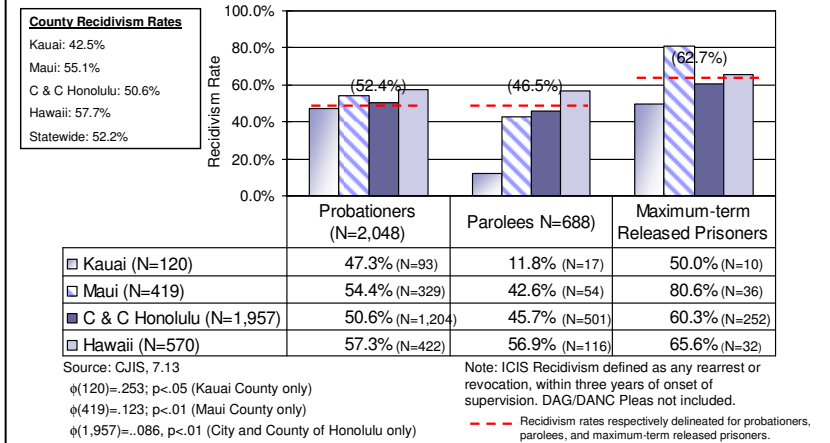 County Recidivism Rates
Kauai: 42.5%
Maui: 55.1%
C & C Honolulu: 50.6%
Hawaii: 57.7%
Statewide: 52.2%
Recidivism Rate
100.0%
80.0%
60.0%
40.0%
20.0%
0.0%
(52.4%)
(46.5%)
(62.7%)
Probationers
(N=2,048)
Parolees N=688)
Maximum-term
Released Prisoners
Kauai (N=120) 47.3% (N=93) 11.8% (N=17) 50.0% (N=10)
Maui (N=419) 54.4% (N=329) 42.6% (N=54) 80.6% (N=36)
C & C Honolulu (N=1,957) 50.6% (N=1,204) 45.7% (N=501) 60.3% (N=252)
Hawaii (N=570) 57.3% (N=422) 56.9% (N=116) 65.6% (N=32)
Source: CJIS, 7.13
ϕ(120)=.253; p<.05 (Kauai County only)
ϕ(419)=.123; p<.01 (Maui County only)
ϕ(1,957)=..086, p<.01 (City and County of Honolulu only)
Note: ICIS Recidivism defined as any rearrest or
revocation, within three years of onset of
supervision. DAG/DANC Pleas not included.
Recidivism rates respectively delineated for probationers,
parolees, and maximum-term released prisoners.